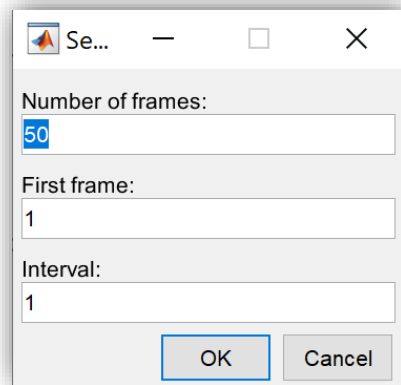 Se...
Number of frames:
50
First frame:
1
Interval:
1
OK Cancel